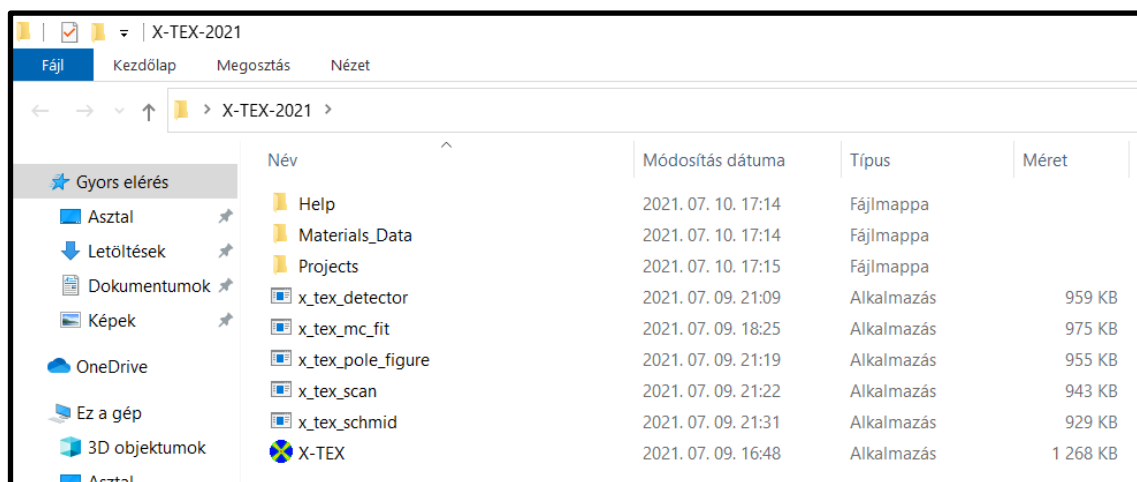 X-TEX-2021
Fájl Kezdőlap Megosztás Nézet
X-TEX-2021
Név Módosítás dátuma Típus Méret
Gyors elérés
Asztal
Letöltések
Dokumentumok
Képek
OneDrive
Ez a gép
3D objektumok
Asztal
Help 2021. 07. 10. 17:14 Fájlmappa
Materials_Data 2021. 07. 10. 17:14 Fájlmappa
Projects 2021. 07. 10. 17:15 Fájlmappa
x_tex_detector 2021. 07. 09. 21:09 Alkalmazás 959 KB
x_tex_mc_fit 2021. 07. 09. 18:25 Alkalmazás 975 KB
x_tex_pole_figure 2021. 07. 09. 21:19 Alkalmazás 955 KB
x_tex_scan 2021. 07. 09. 21:22 Alkalmazás 943 KB
x_tex_schmid 2021. 07. 09. 21:31 Alkalmazás 929 KB
X-TEX 2021. 07. 09. 16:48 Alkalmazás 1 268 KB